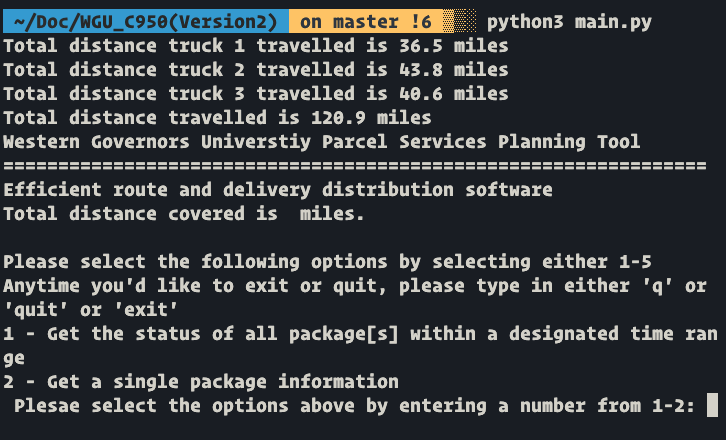 ~/Doc/WGU_C950(Version2) on master !6 python3 main.py
Total distance truck 1 travelled is 36.5 miles
Total distance truck 2 travelled is 43.8 miles
Total distance truck 3 travelled is 40.6 miles
Total distance travelled is 120.9 miles
Western Governors Universtiy Parcel Services Planning Tool
================================================================
Efficient route and delivery distribution software
Total distance covered is  miles.

Please select the following options by selecting either 1-5
Anytime you'd like to exit or quit, please type in either 'q' or
'quit' or 'exit'
1 - Get the status of all package[s] within a designated time ran
ge
2 - Get a single package information
 Plesae select the options above by entering a number from 1-2: